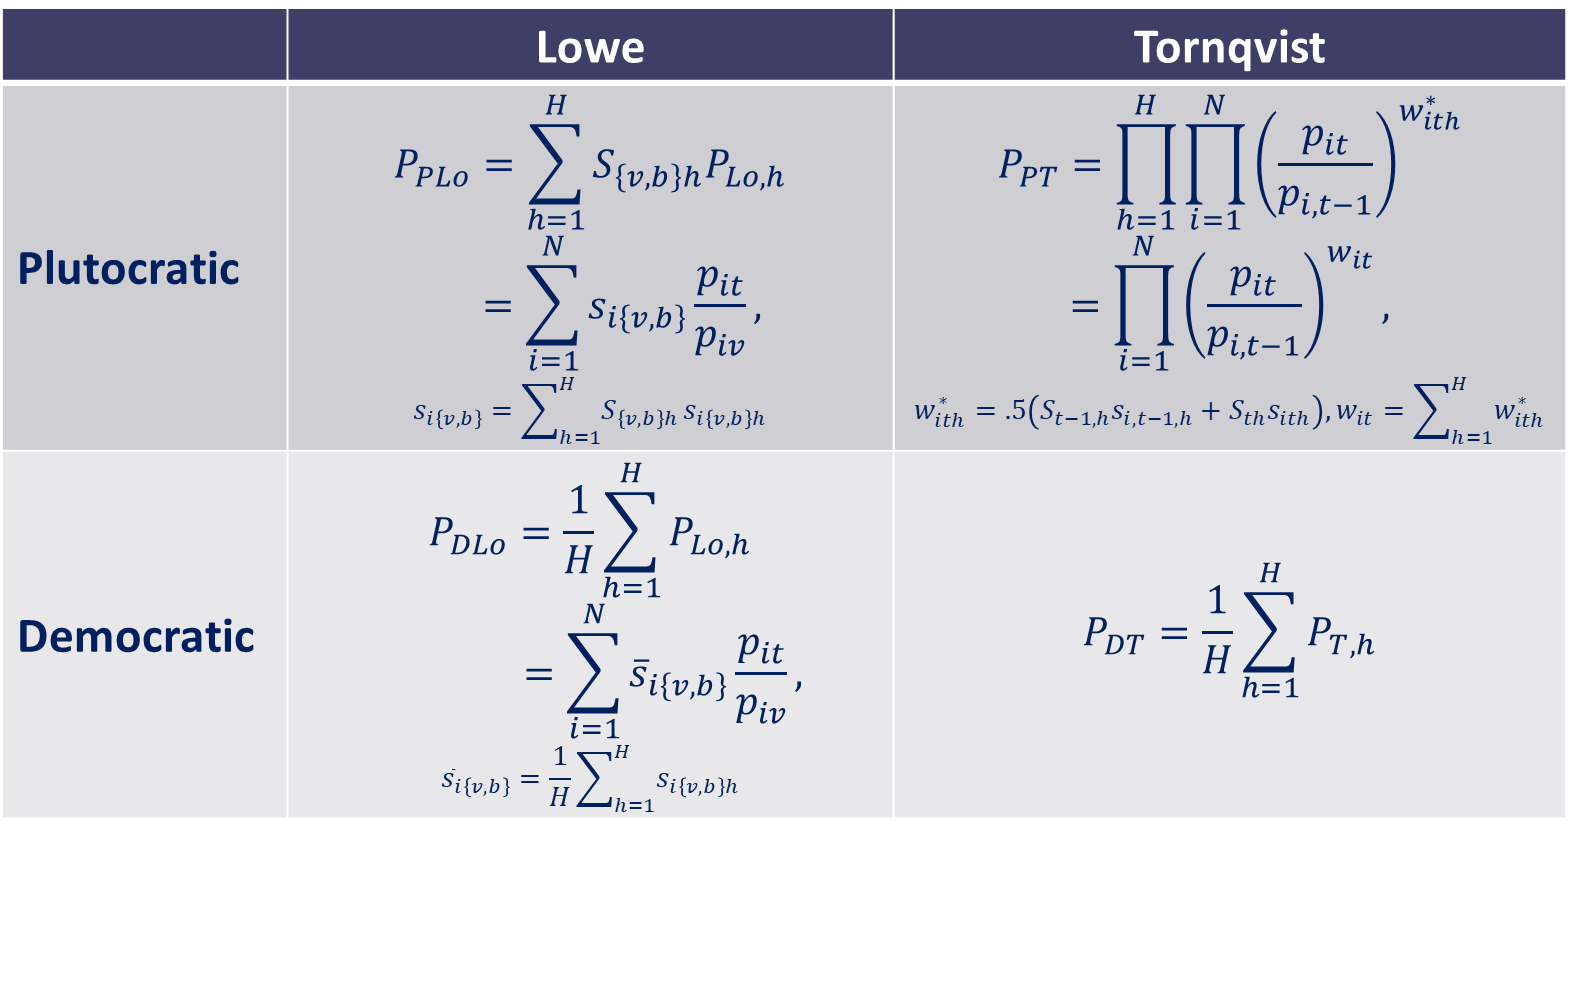 Lowe
Tornqvist
Plutocratic
$P_{PLo} = \sum_{h=1}^{H} S_{\{v,b\}h} P_{Lo,h}$
$= \sum_{i=1}^{N} s_{i\{v,b\}} \frac{p_{it}}{p_{iv}},$
$s_{i\{v,b\}} = \sum_{h=1}^{H} S_{\{v,b\}h} \, s_{i\{v,b\}h}$
$P_{PT} = \prod_{h=1}^{H} \prod_{i=1}^{N} \left( \frac{p_{it}}{p_{i,t-1}} \right)^{w_{ith}^{*}}$
$= \prod_{i=1}^{N} \left( \frac{p_{it}}{p_{i,t-1}} \right)^{w_{it}},$
$w_{ith}^{*} = .5(S_{t-1,h} s_{i,t-1,h} + S_{th} s_{ith}), w_{it} = \sum_{h=1}^{H} w_{ith}^{*}$
Democratic
$P_{DLo} = \frac{1}{H} \sum_{h=1}^{H} P_{Lo,h}$
$= \sum_{i=1}^{N} \bar{s}_{i\{v,b\}} \frac{p_{it}}{p_{iv}},$
$\bar{s}_{i\{v,b\}} = \frac{1}{H} \sum_{h=1}^{H} s_{i\{v,b\}h}$
$P_{DT} = \frac{1}{H} \sum_{h=1}^{H} P_{T,h}$